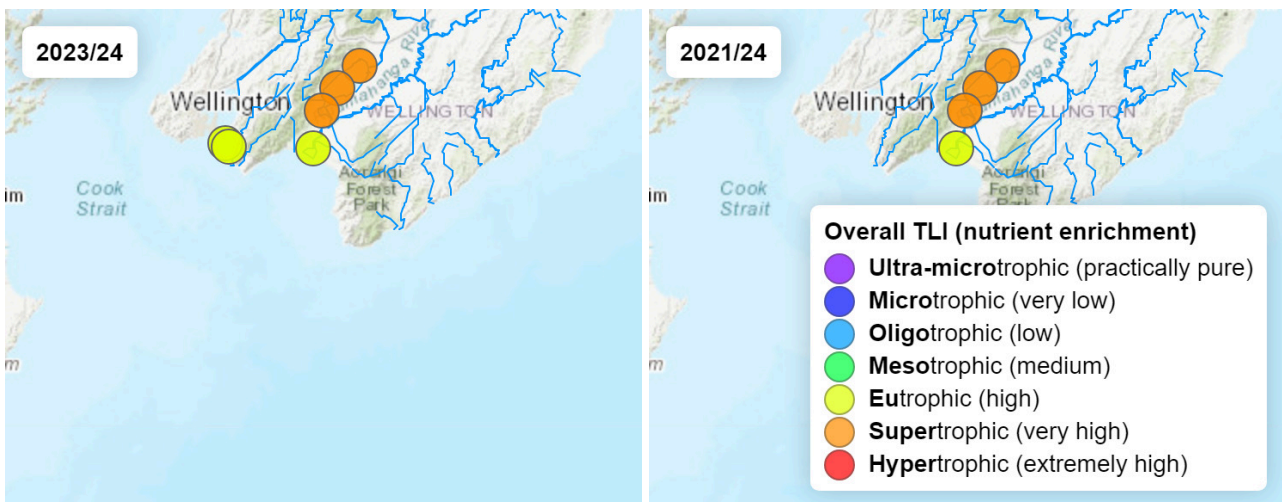 2023/24
Wellington
WELLINGTON
Cook
Strait
Forest
Park
im
m
2021/24
Wellington
WELLINGTON
Cook
Strait
Forest
Park
im
m
Overall TLI (nutrient enrichment)
Ultra-microtrophic (practically pure)
Microtrophic (very low)
Oligotrophic (low)
Mesotrophic (medium)
Eutrophic (high)
Supertrophic (very high)
Hypertrophic (extremely high)